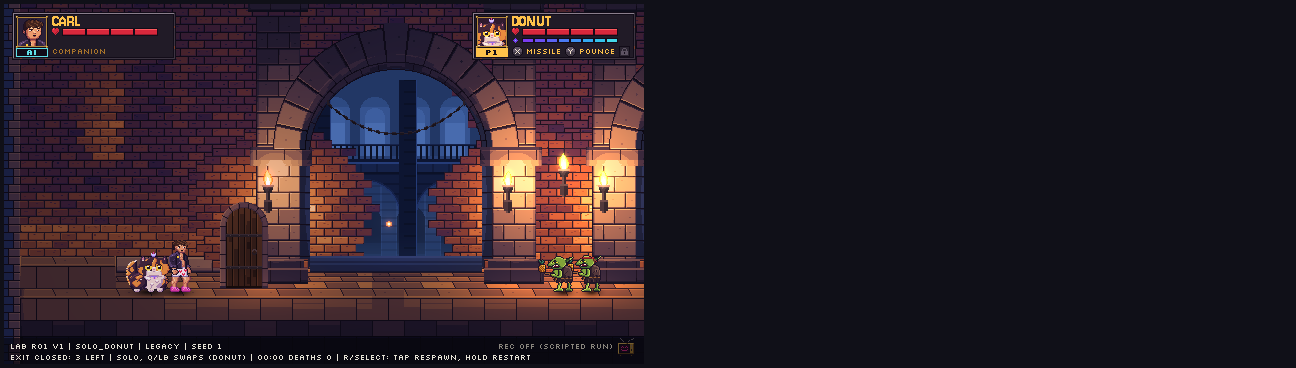 CARL
AI
COMPANION
DONUT
P1
X MISSILE Y POUNCE
LAB R01 V1 | SOLO_DONUT | LEGACY | SEED 1
REC OFF (SCRIPTED RUN)
EXIT CLOSED: 3 LEFT | SOLO, Q/LB SWAPS (DONUT) | 00:00 DEATHS 0 | R/SELECT: TAP RESPAWN, HOLD RESTART